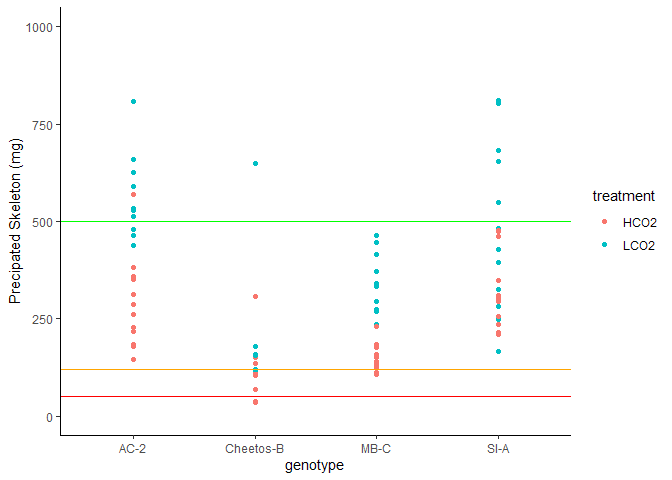 1000
750
500
250
0
Precipated Skeleton (mg)
AC-2
Cheetos-B
MB-C
SI-A
genotype
treatment
HCO2
LCO2